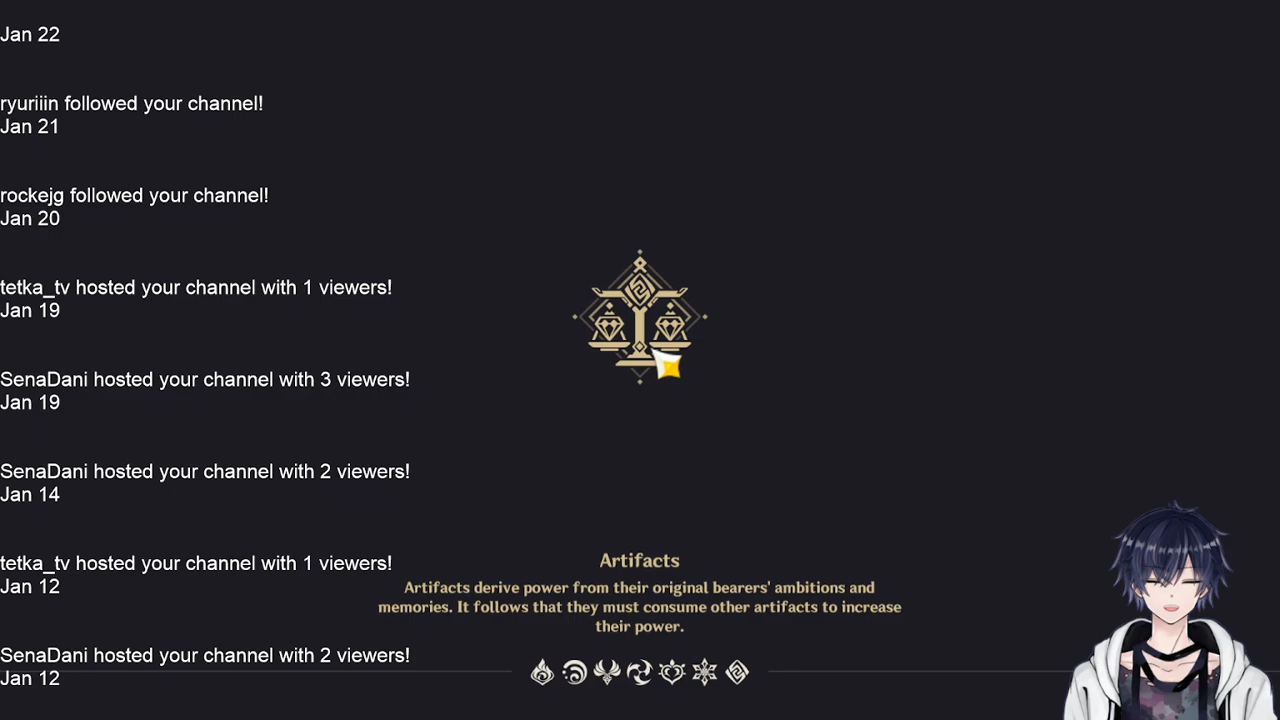 Jan 22
ryuriiin followed your channel!
Jan 21
rockejg followed your channel!
Jan 20
tetka_tv hosted your channel with 1 viewers!
Jan 19
SenaDani hosted your channel with 3 viewers!
Jan 19
SenaDani hosted your channel with 2 viewers!
Jan 14
tetka_tv hosted your channel with 1 viewers!
Jan 12
SenaDani hosted your channel with 2 viewers!
Jan 12
Artifacts
Artifacts derive power from their original bearers' ambitions and
memories. It follows that they must consume other artifacts to increase
their power.